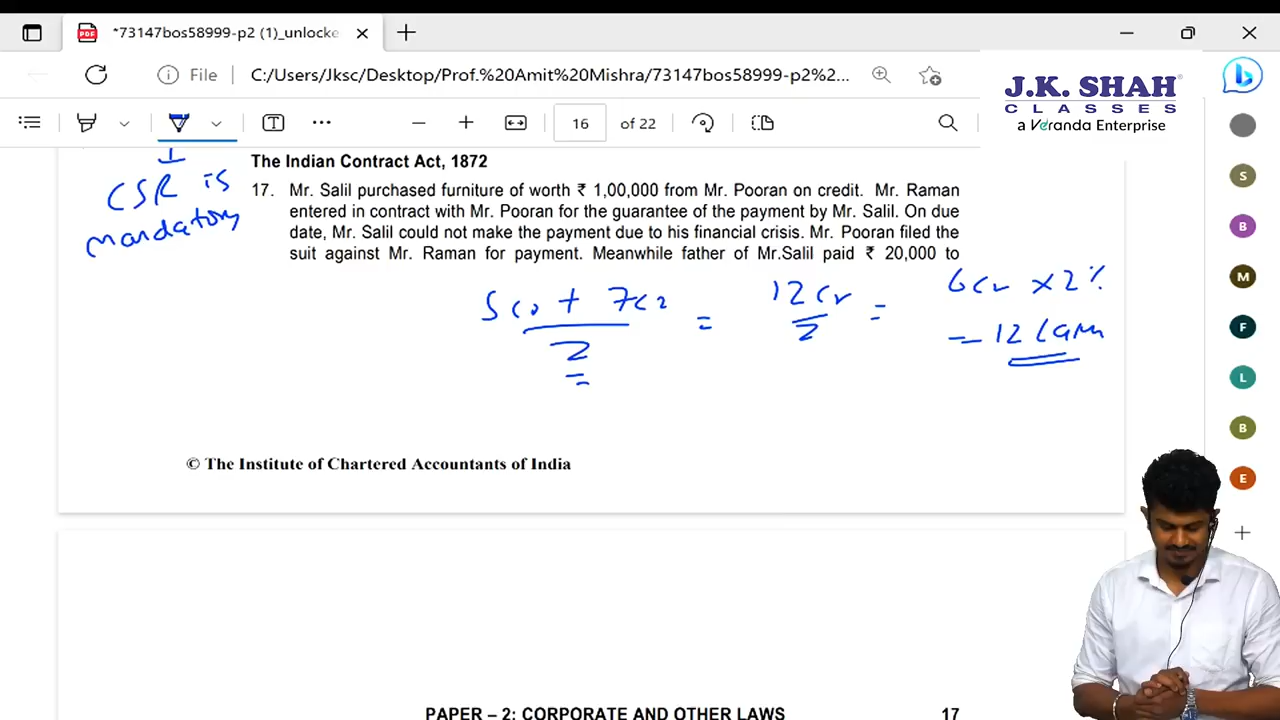 *73147bos58999-p2 (1)_unlocke
File
C:/Users/Jksc/Desktop/Prof.%20Amit%20Mishra/73147bos58999-p2%2...
J.K. SHAH
CLASSES
a Veranda Enterprise
16 of 22
CSR is
mandatory
The Indian Contract Act, 1872
17. Mr. Salil purchased furniture of worth ₹ 1,00,000 from Mr. Pooran on credit. Mr. Raman
entered in contract with Mr. Pooran for the guarantee of the payment by Mr. Salil. On due
date, Mr. Salil could not make the payment due to his financial crisis. Mr. Pooran filed the
suit against Mr. Raman for payment. Meanwhile father of Mr.Salil paid ₹ 20,000 to
5Cr + 7Cr = 12Cr = 6Cr x 2%
2 2
= 12
© The Institute of Chartered Accountants of India
PAPER – 2: CORPORATE AND OTHER LAWS 17
S
B
M
F
L
B
E